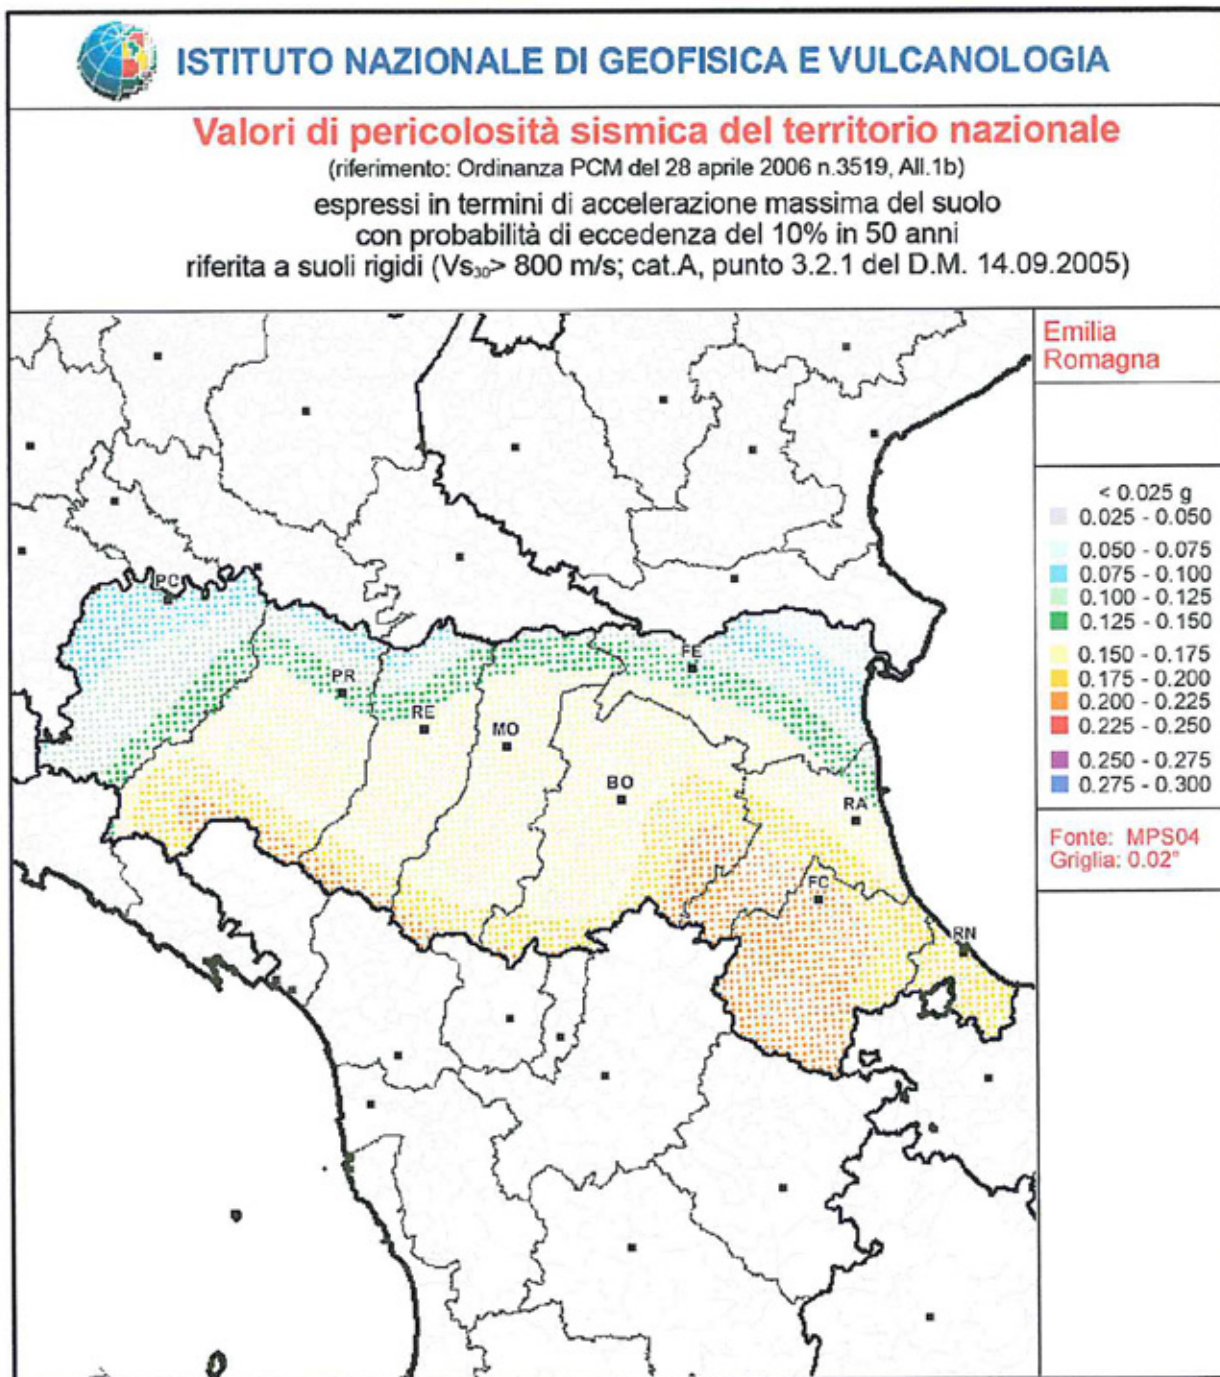 ISTITUTO NAZIONALE DI GEOFISICA E VULCANOLOGIA
Valori di pericolosità sismica del territorio nazionale
(riferimento: Ordinanza PCM del 28 aprile 2006 n.3519, All.1b)
espressi in termini di accelerazione massima del suolo
con probabilità di eccedenza del 10% in 50 anni
riferita a suoli rigidi (Vs₃₀> 800 m/s; cat.A, punto 3.2.1 del D.M. 14.09.2005)
Emilia
Romagna
< 0.025 g
0.025 - 0.050
0.050 - 0.075
0.075 - 0.100
0.100 - 0.125
0.125 - 0.150
0.150 - 0.175
0.175 - 0.200
0.200 - 0.225
0.225 - 0.250
0.250 - 0.275
0.275 - 0.300
Fonte: MPS04
Griglia: 0.02°
PC
FE
PR
RE
MO
BO
RA
FC
RN